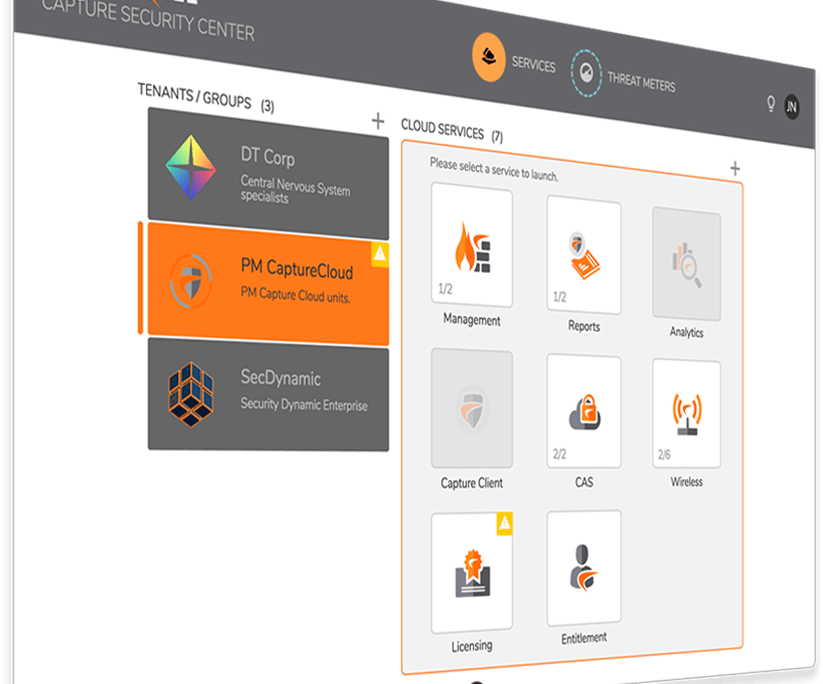 CAPTURE SECURITY CENTER
SERVICES
THREAT METERS
JN
TENANTS / GROUPS (3)
+
DT Corp
Central Nervous System
specialists
PM CaptureCloud
PM Capture Cloud units.
SecDynamic
Security Dynamic Enterprise
CLOUD SERVICES (7)
+
Please select a service to launch.
1/2
Management
1/2
Reports
Analytics
Capture Client
2/2
CAS
2/6
Wireless
Licensing
Entitlement